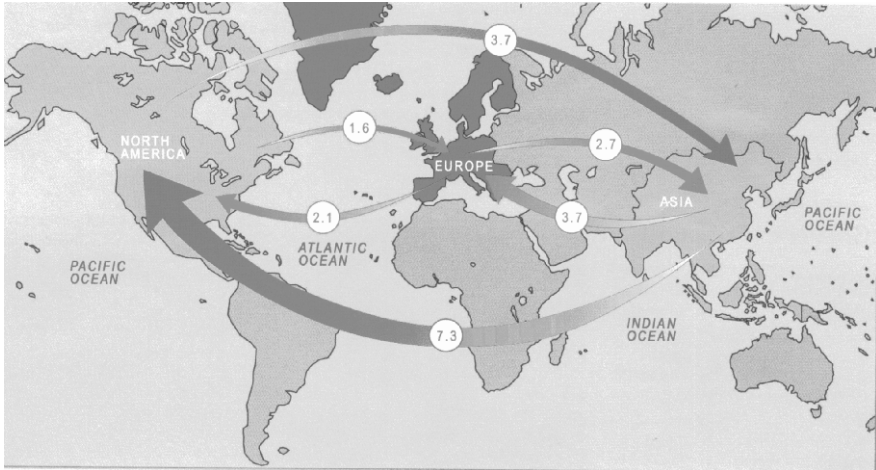 3.7
1.6
2.7
NORTH
AMERICA
EUROPE
ASIA
2.1
3.7
PACIFIC
OCEAN
ATLANTIC
OCEAN
PACIFIC
OCEAN
7.3
INDIAN
OCEAN